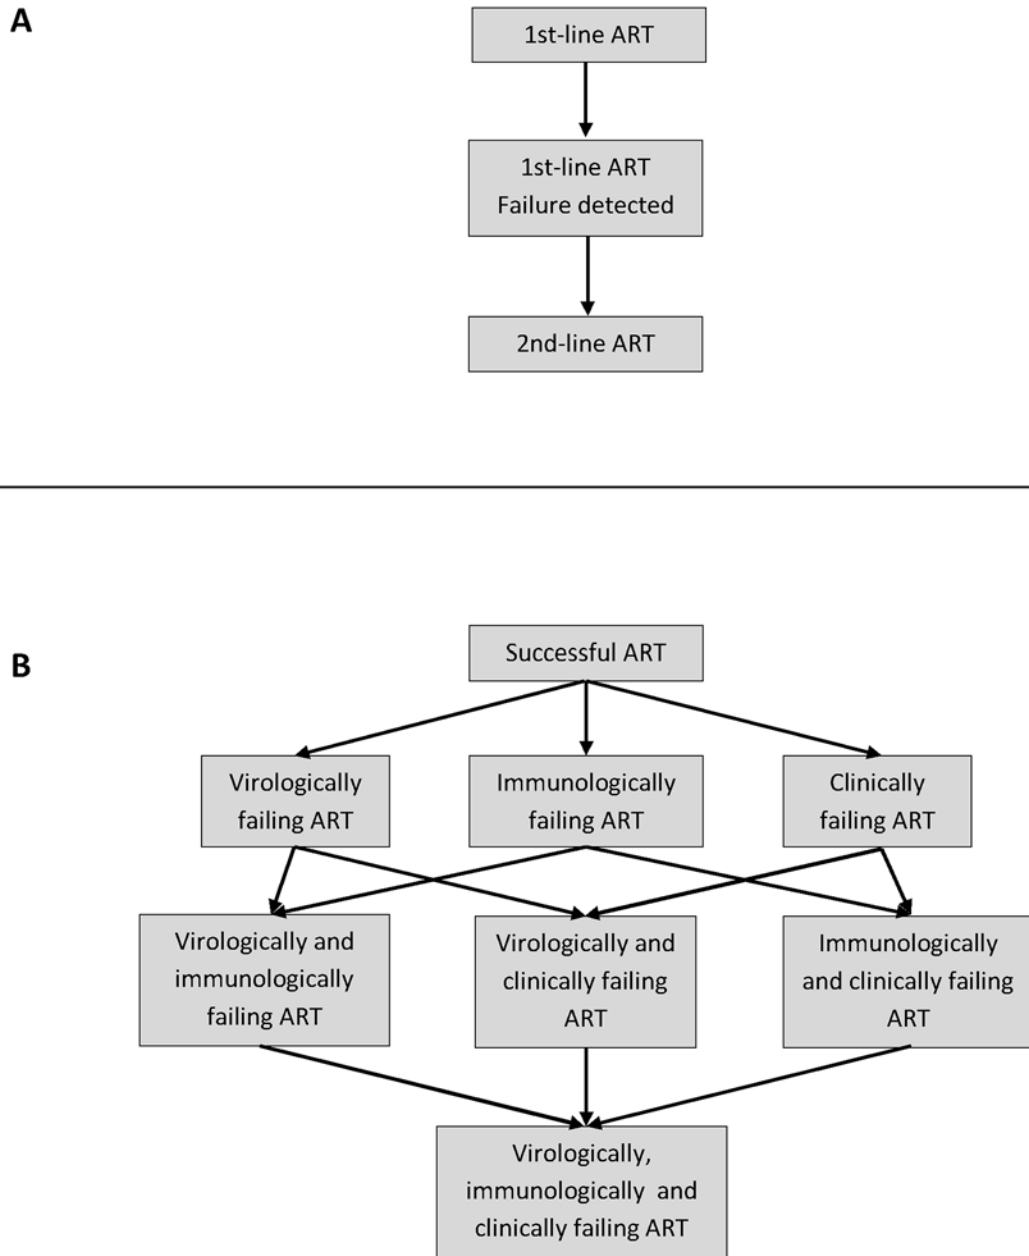 A
1st-line ART
1st-line ART
Failure detected
2nd-line ART
B
Successful ART
Virologically
failing ART
Immunologically
failing ART
Clinically
failing ART
Virologically and
immunologically
failing ART
Virologically and
clinically failing
ART
Immunologically
and clinically failing
ART
Virologically,
immunologically and
clinically failing ART